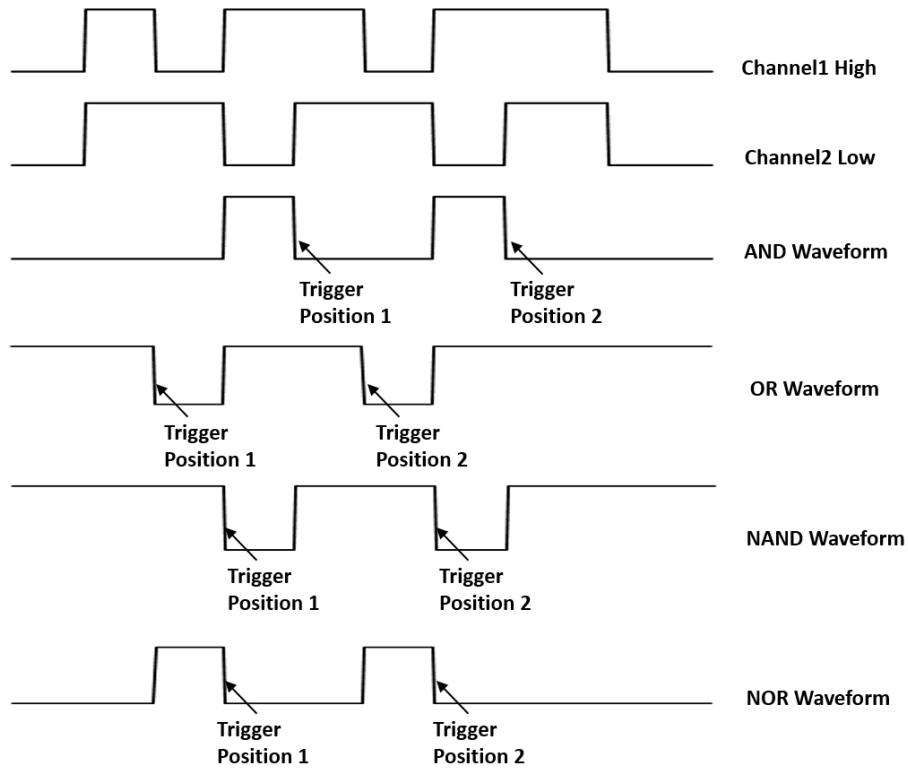 Channel1 High
Channel2 Low
AND Waveform
Trigger
Position 1
Trigger
Position 2
OR Waveform
Trigger
Position 1
Trigger
Position 2
NAND Waveform
Trigger
Position 1
Trigger
Position 2
NOR Waveform
Trigger
Position 1
Trigger
Position 2